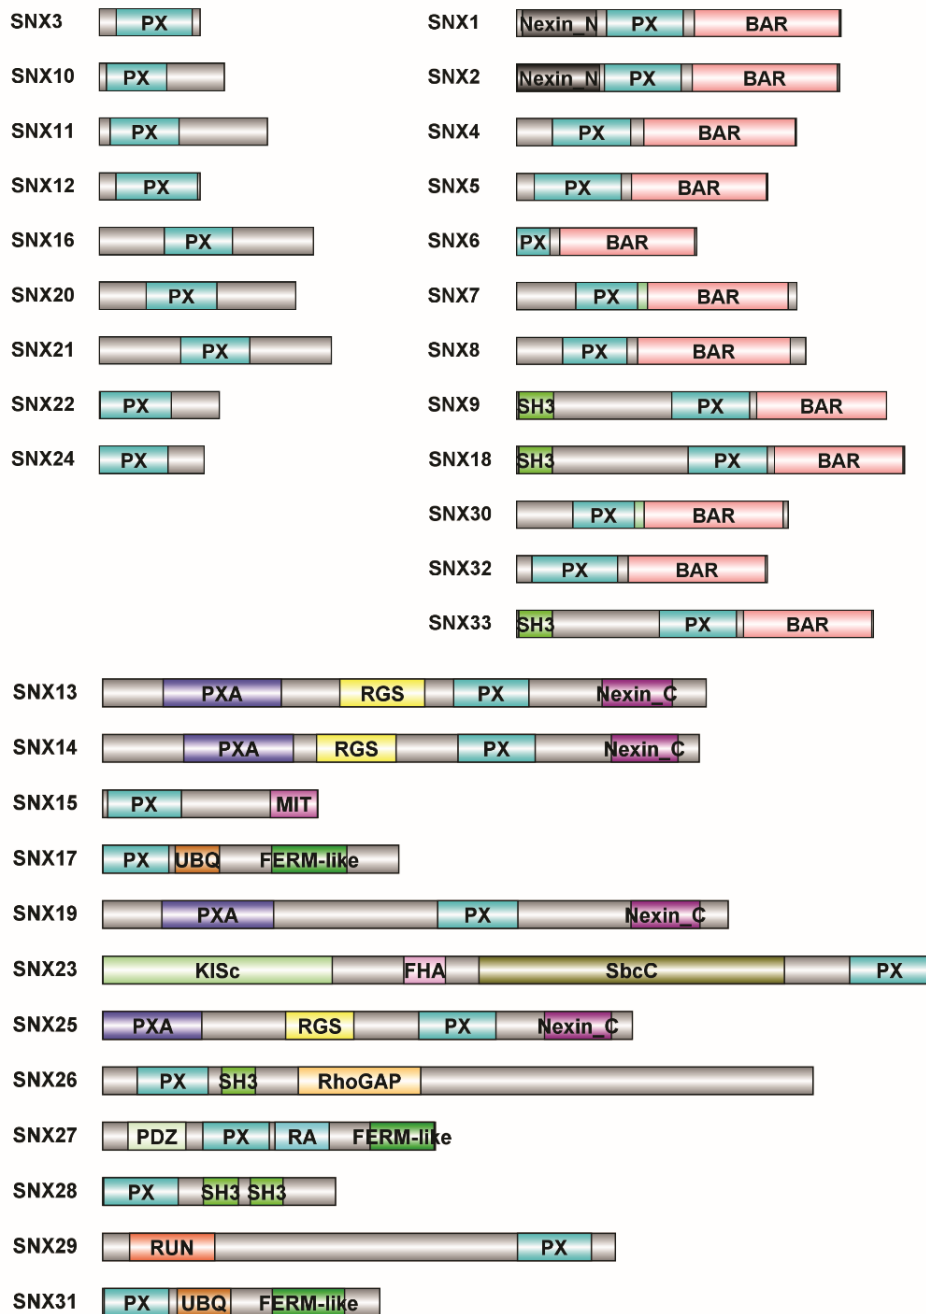 SNX3 PX
SNX10 PX
SNX11 PX
SNX12 PX
SNX16 PX
SNX20 PX
SNX21 PX
SNX22 PX
SNX24 PX
SNX1 Nexin_N PX BAR
SNX2 Nexin_N PX BAR
SNX4 PX BAR
SNX5 PX BAR
SNX6 PX BAR
SNX7 PX BAR
SNX8 PX BAR
SNX9 SH3 PX BAR
SNX18 SH3 PX BAR
SNX30 PX BAR
SNX32 PX BAR
SNX33 SH3 PX BAR
SNX13 PXA RGS PX Nexin_C
SNX14 PXA RGS PX Nexin_C
SNX15 PX MIT
SNX17 PX UBQ FERM-like
SNX19 PXA PX Nexin_C
SNX23 KISc FHA SbcC PX
SNX25 PXA RGS PX Nexin_C
SNX26 PX SH3 RhoGAP
SNX27 PDZ PX RA FERM-like
SNX28 PX SH3 SH3
SNX29 RUN PX
SNX31 PX UBQ FERM-like